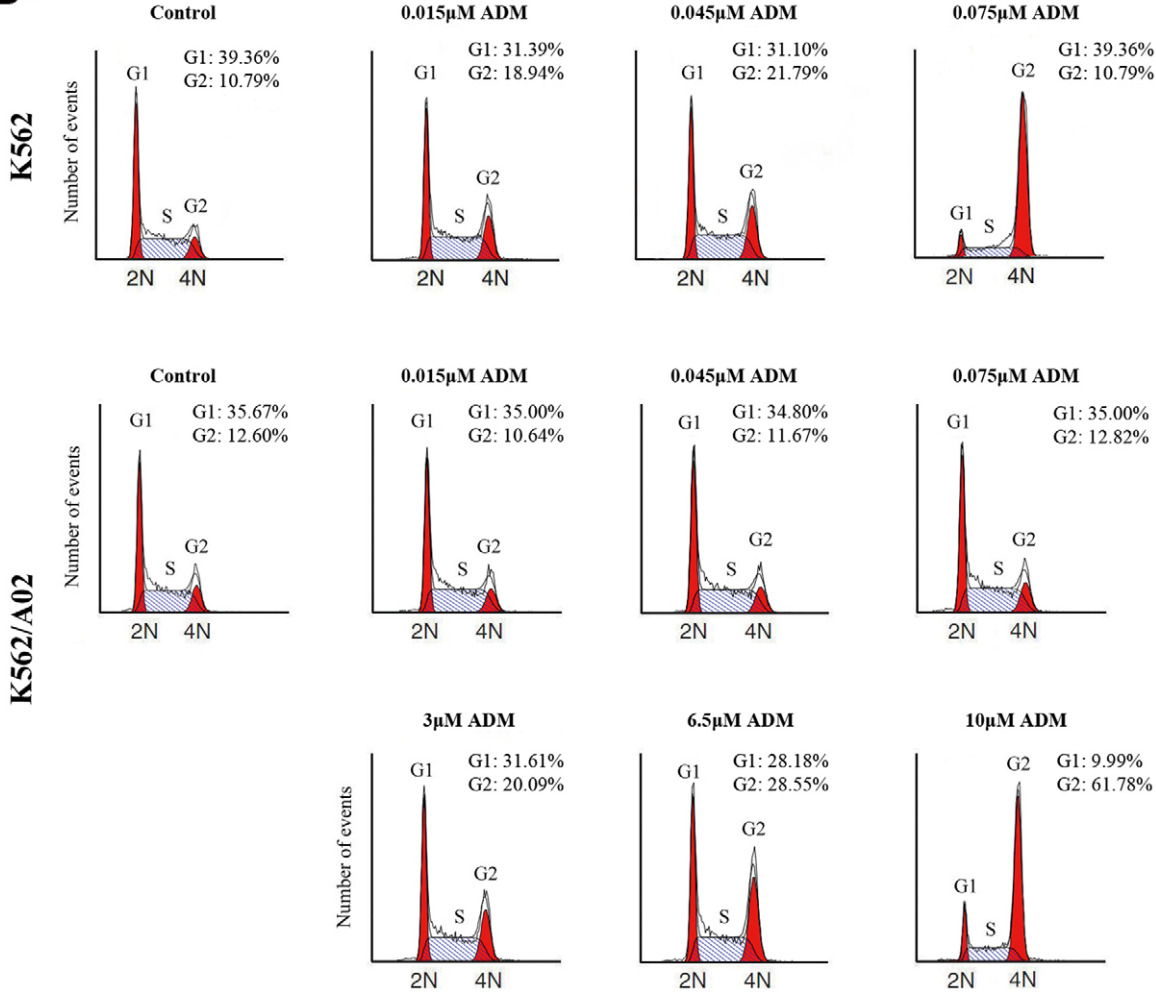 Control 0.015μM ADM 0.045μM ADM 0.075μM ADM
K562
Number of events
G1: 39.36%
G2: 10.79%
G1
S
G2
2N 4N
G1: 31.39%
G2: 18.94%
G1
S
G2
2N 4N
G1: 31.10%
G2: 21.79%
G1
S
G2
2N 4N
G1: 39.36%
G2: 10.79%
G2
G1
S
2N 4N
Control 0.015μM ADM 0.045μM ADM 0.075μM ADM
K562/A02
Number of events
G1: 35.67%
G2: 12.60%
G1
S
G2
2N 4N
G1: 35.00%
G2: 10.64%
G1
S
G2
2N 4N
G1: 34.80%
G2: 11.67%
G1
S
G2
2N 4N
G1: 35.00%
G2: 12.82%
G1
S
G2
2N 4N
3μM ADM 6.5μM ADM 10μM ADM
Number of events
G1: 31.61%
G2: 20.09%
G1
S
G2
2N 4N
G1: 28.18%
G2: 28.55%
G1
G2
S
2N 4N
G1: 9.99%
G2: 61.78%
G2
G1
S
2N 4N